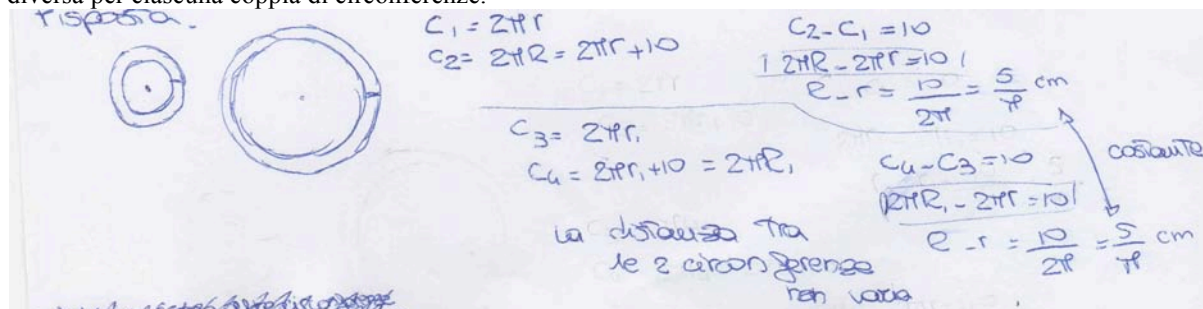 diversa per ciascuna coppia di circonferenze.
risposta.
C₁ = 2πr
C₂ = 2πR = 2πr + 10
C₂ - C₁ = 10
2πR - 2πr = 10
R - r = 10/2π = 5/π cm
C₃ = 2πr₁
C₄ = 2πr₁ + 10 = 2πR₁
C₄ - C₃ = 10
2πR₁ - 2πr = 10
R - r = 10/2π = 5/π cm
costante
la distanza tra
le 2 circonferenze
non varia